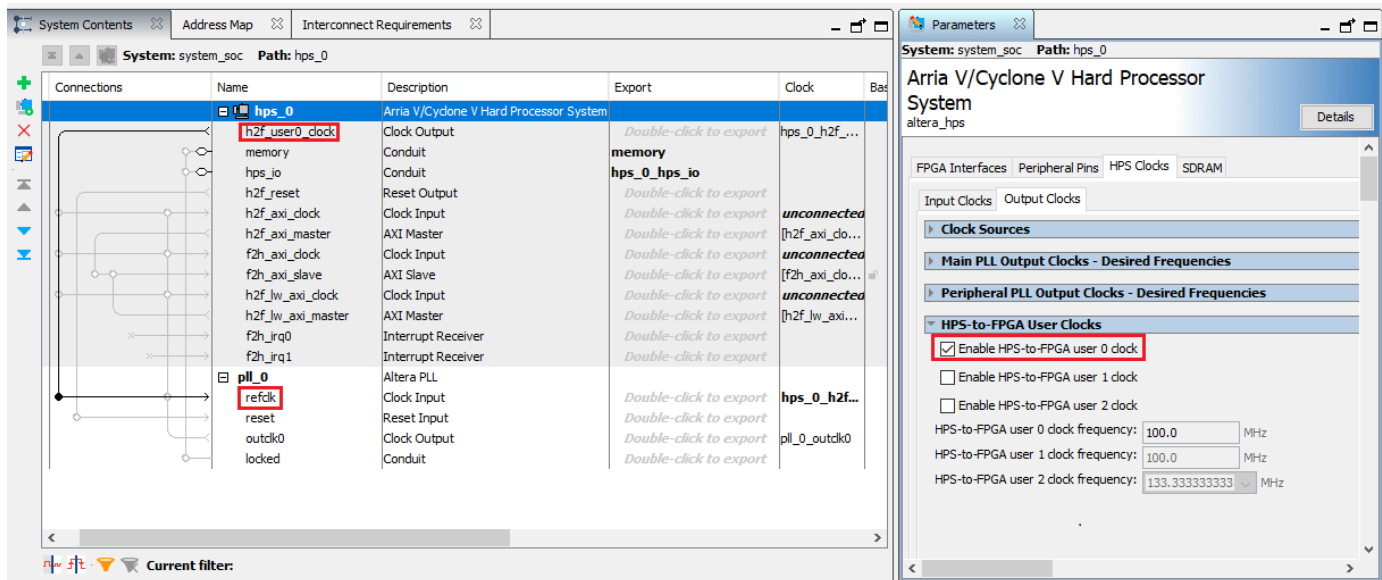 System Contents Address Map Interconnect Requirements
System: system_soc Path: hps_0
Connections Name Description Export Clock Bas
hps_0 Arria V/Cyclone V Hard Processor System
h2f_user0_clock Clock Output Double-click to export hps_0_h2f_...
memory Conduit memory
hps_io Conduit hps_0_hps_io
h2f_reset Reset Output Double-click to export
h2f_axi_clock Clock Input Double-click to export unconnected
h2f_axi_master AXI Master Double-click to export [h2f_axi_clo...
f2h_axi_clock Clock Input Double-click to export unconnected
f2h_axi_slave AXI Slave Double-click to export [f2h_axi_clo...
h2f_lw_axi_clock Clock Input Double-click to export unconnected
h2f_lw_axi_master AXI Master Double-click to export [h2f_lw_axi...
f2h_irq0 Interrupt Receiver Double-click to export
f2h_irq1 Interrupt Receiver Double-click to export
pll_0 Altera PLL
refclk Clock Input Double-click to export hps_0_h2f...
reset Reset Input Double-click to export
outclk0 Clock Output Double-click to export pll_0_outclk0
locked Conduit Double-click to export
Current filter:
Parameters
System: system_soc Path: hps_0
Arria V/Cyclone V Hard Processor
System
altera_hps
Details
FPGA Interfaces Peripheral Pins HPS Clocks SDRAM
Input Clocks Output Clocks
Clock Sources
Main PLL Output Clocks - Desired Frequencies
Peripheral PLL Output Clocks - Desired Frequencies
HPS-to-FPGA User Clocks
Enable HPS-to-FPGA user 0 clock
Enable HPS-to-FPGA user 1 clock
Enable HPS-to-FPGA user 2 clock
HPS-to-FPGA user 0 clock frequency: 100.0 MHz
HPS-to-FPGA user 1 clock frequency: 100.0 MHz
HPS-to-FPGA user 2 clock frequency: 133.333333333 MHz